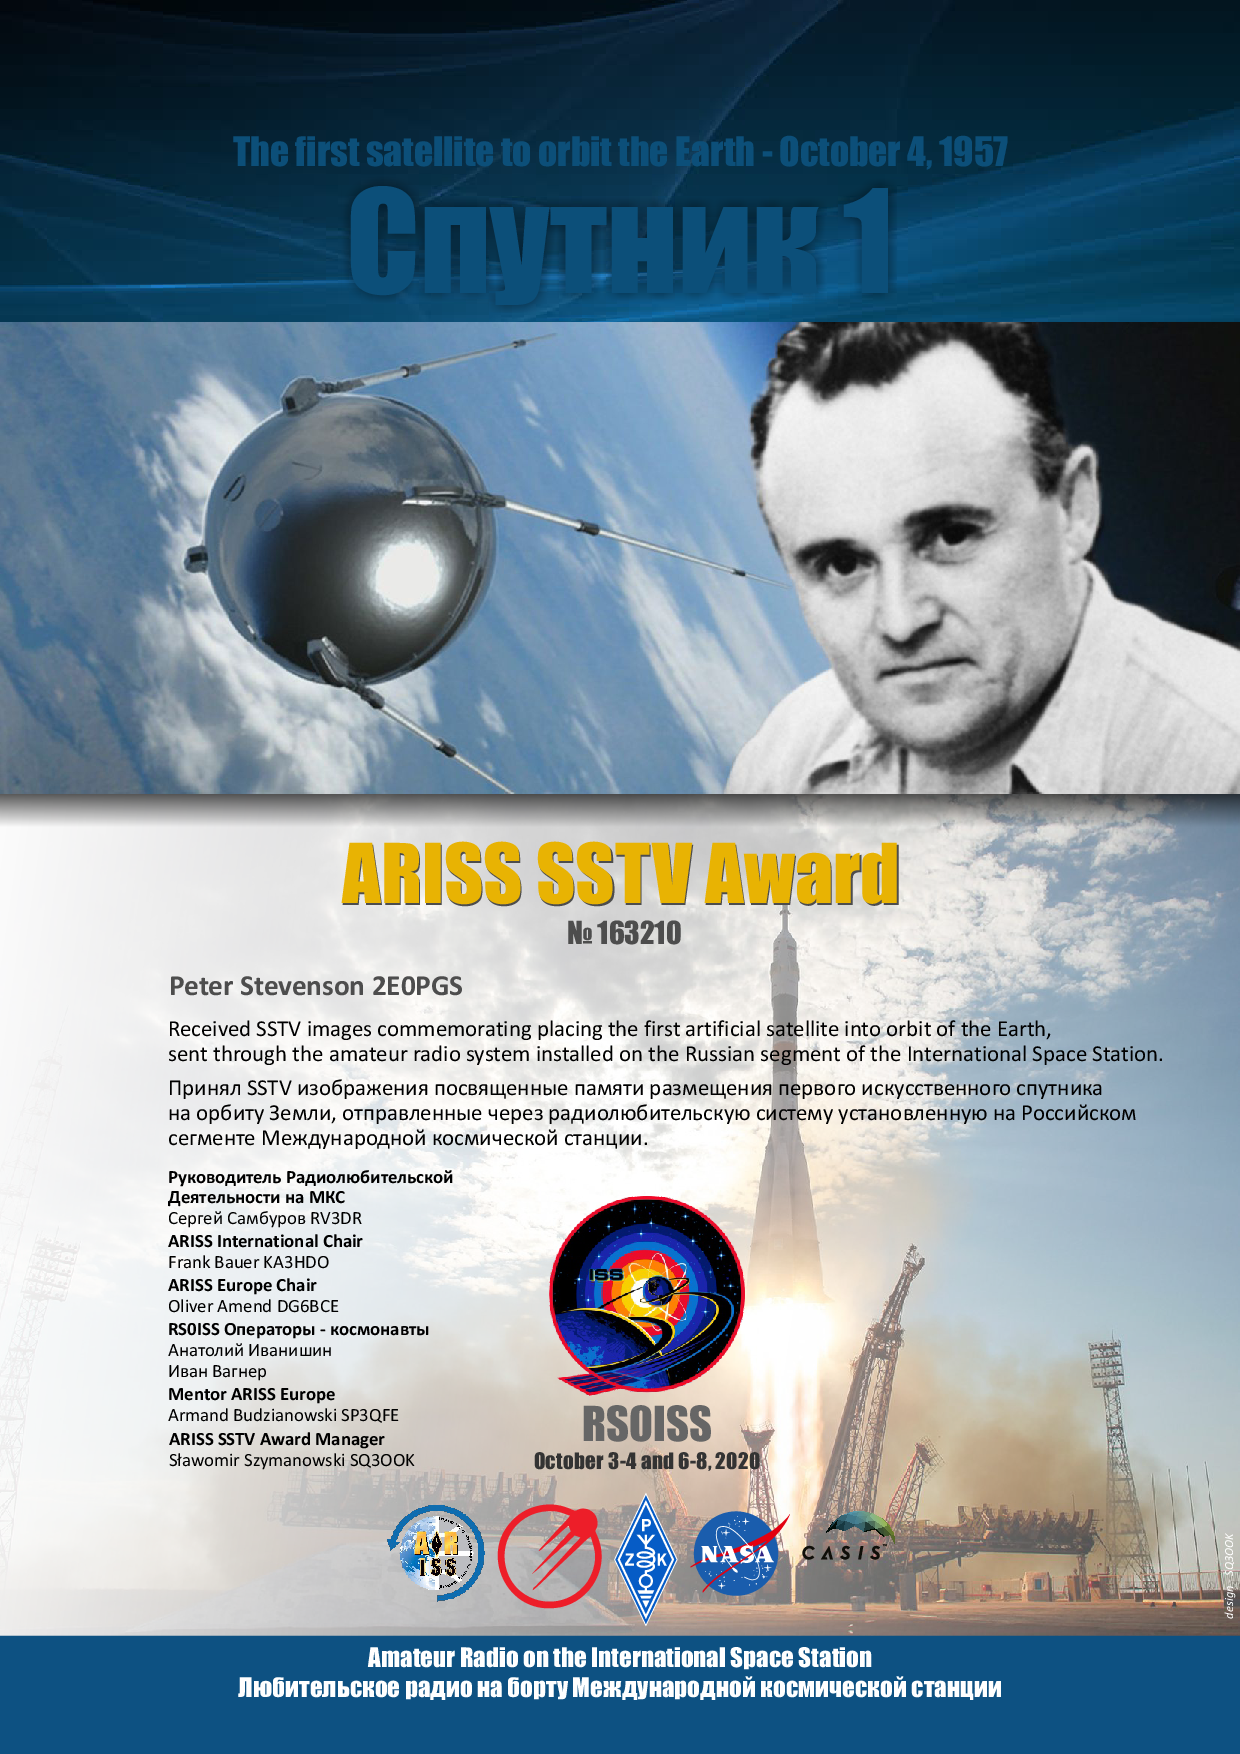 The first satellite to orbit the Earth - October 4, 1957
Спутник 1
ARISS SSTV Award
№ 163210
Peter Stevenson 2E0PGS
Received SSTV images commemorating placing the first artificial satellite into orbit of the Earth,
sent through the amateur radio system installed on the Russian segment of the International Space Station.
Принял SSTV изображения посвященные памяти размещения первого искусственного спутника
на орбиту Земли, отправленные через радиолюбительскую систему установленную на Российском
сегменте Международной космической станции.
Руководитель Радиолюбительской
Деятельности на МКС
Сергей Самбуров RV3DR
ARISS International Chair
Frank Bauer KA3HDO
ARISS Europe Chair
Oliver Amend DG6BCE
RS0ISS Операторы - космонавты
Анатолий Иванишин
Иван Вагнер
Mentor ARISS Europe
Armand Budzianowski SP3QFE
ARISS SSTV Award Manager
Sławomir Szymanowski SQ3OOK
ISS
RS0ISS
October 3-4 and 6-8, 2020
A R
ISS
P
Z K
NASA
CASIS
design - SQ3OOK
Amateur Radio on the International Space Station
Любительское радио на борту Международной космической станции